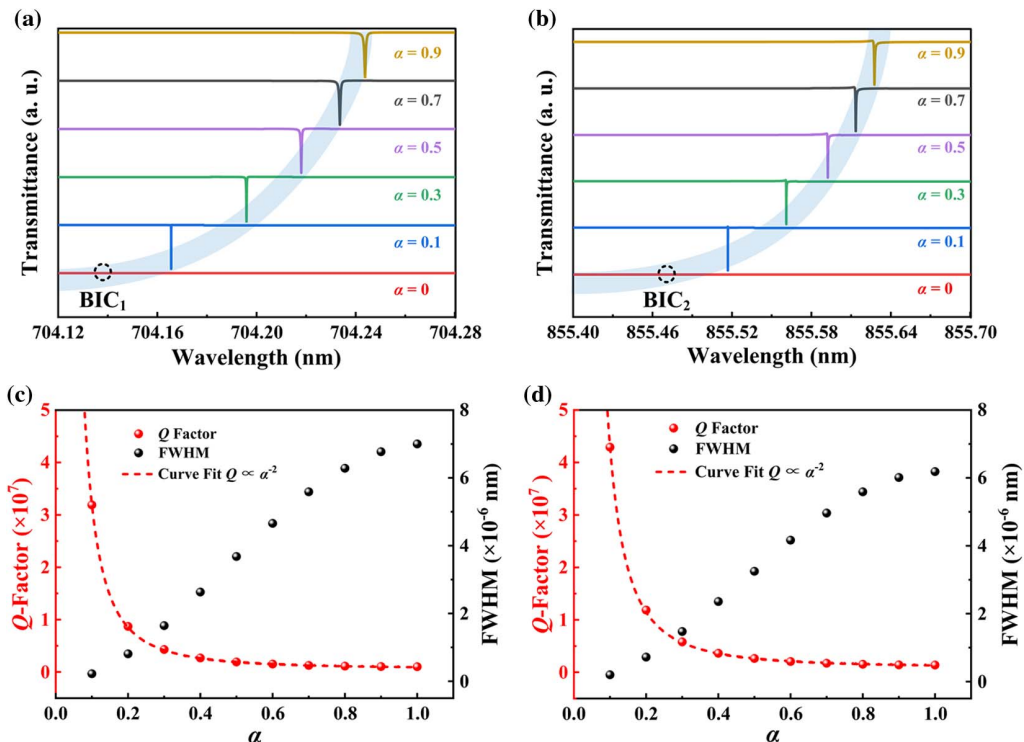 (a)
Transmittance (a. u.)
α = 0.9
α = 0.7
α = 0.5
α = 0.3
α = 0.1
α = 0
BIC1
704.12 704.16 704.20 704.24 704.28
Wavelength (nm)
(b)
Transmittance (a. u.)
α = 0.9
α = 0.7
α = 0.5
α = 0.3
α = 0.1
α = 0
BIC2
855.40 855.46 855.52 855.58 855.64 855.70
Wavelength (nm)
(c)
Q-Factor (×10^7)
5
4
3
2
1
0
Q Factor
FWHM
Curve Fit Q ∝ α^-2
8
6
4
2
0
FWHM (×10^-6 nm)
0.0 0.2 0.4 0.6 0.8 1.0
α
(d)
Q-Factor (×10^7)
5
4
3
2
1
0
Q Factor
FWHM
Curve Fit Q ∝ α^-2
8
6
4
2
0
FWHM (×10^-6 nm)
0.0 0.2 0.4 0.6 0.8 1.0
α